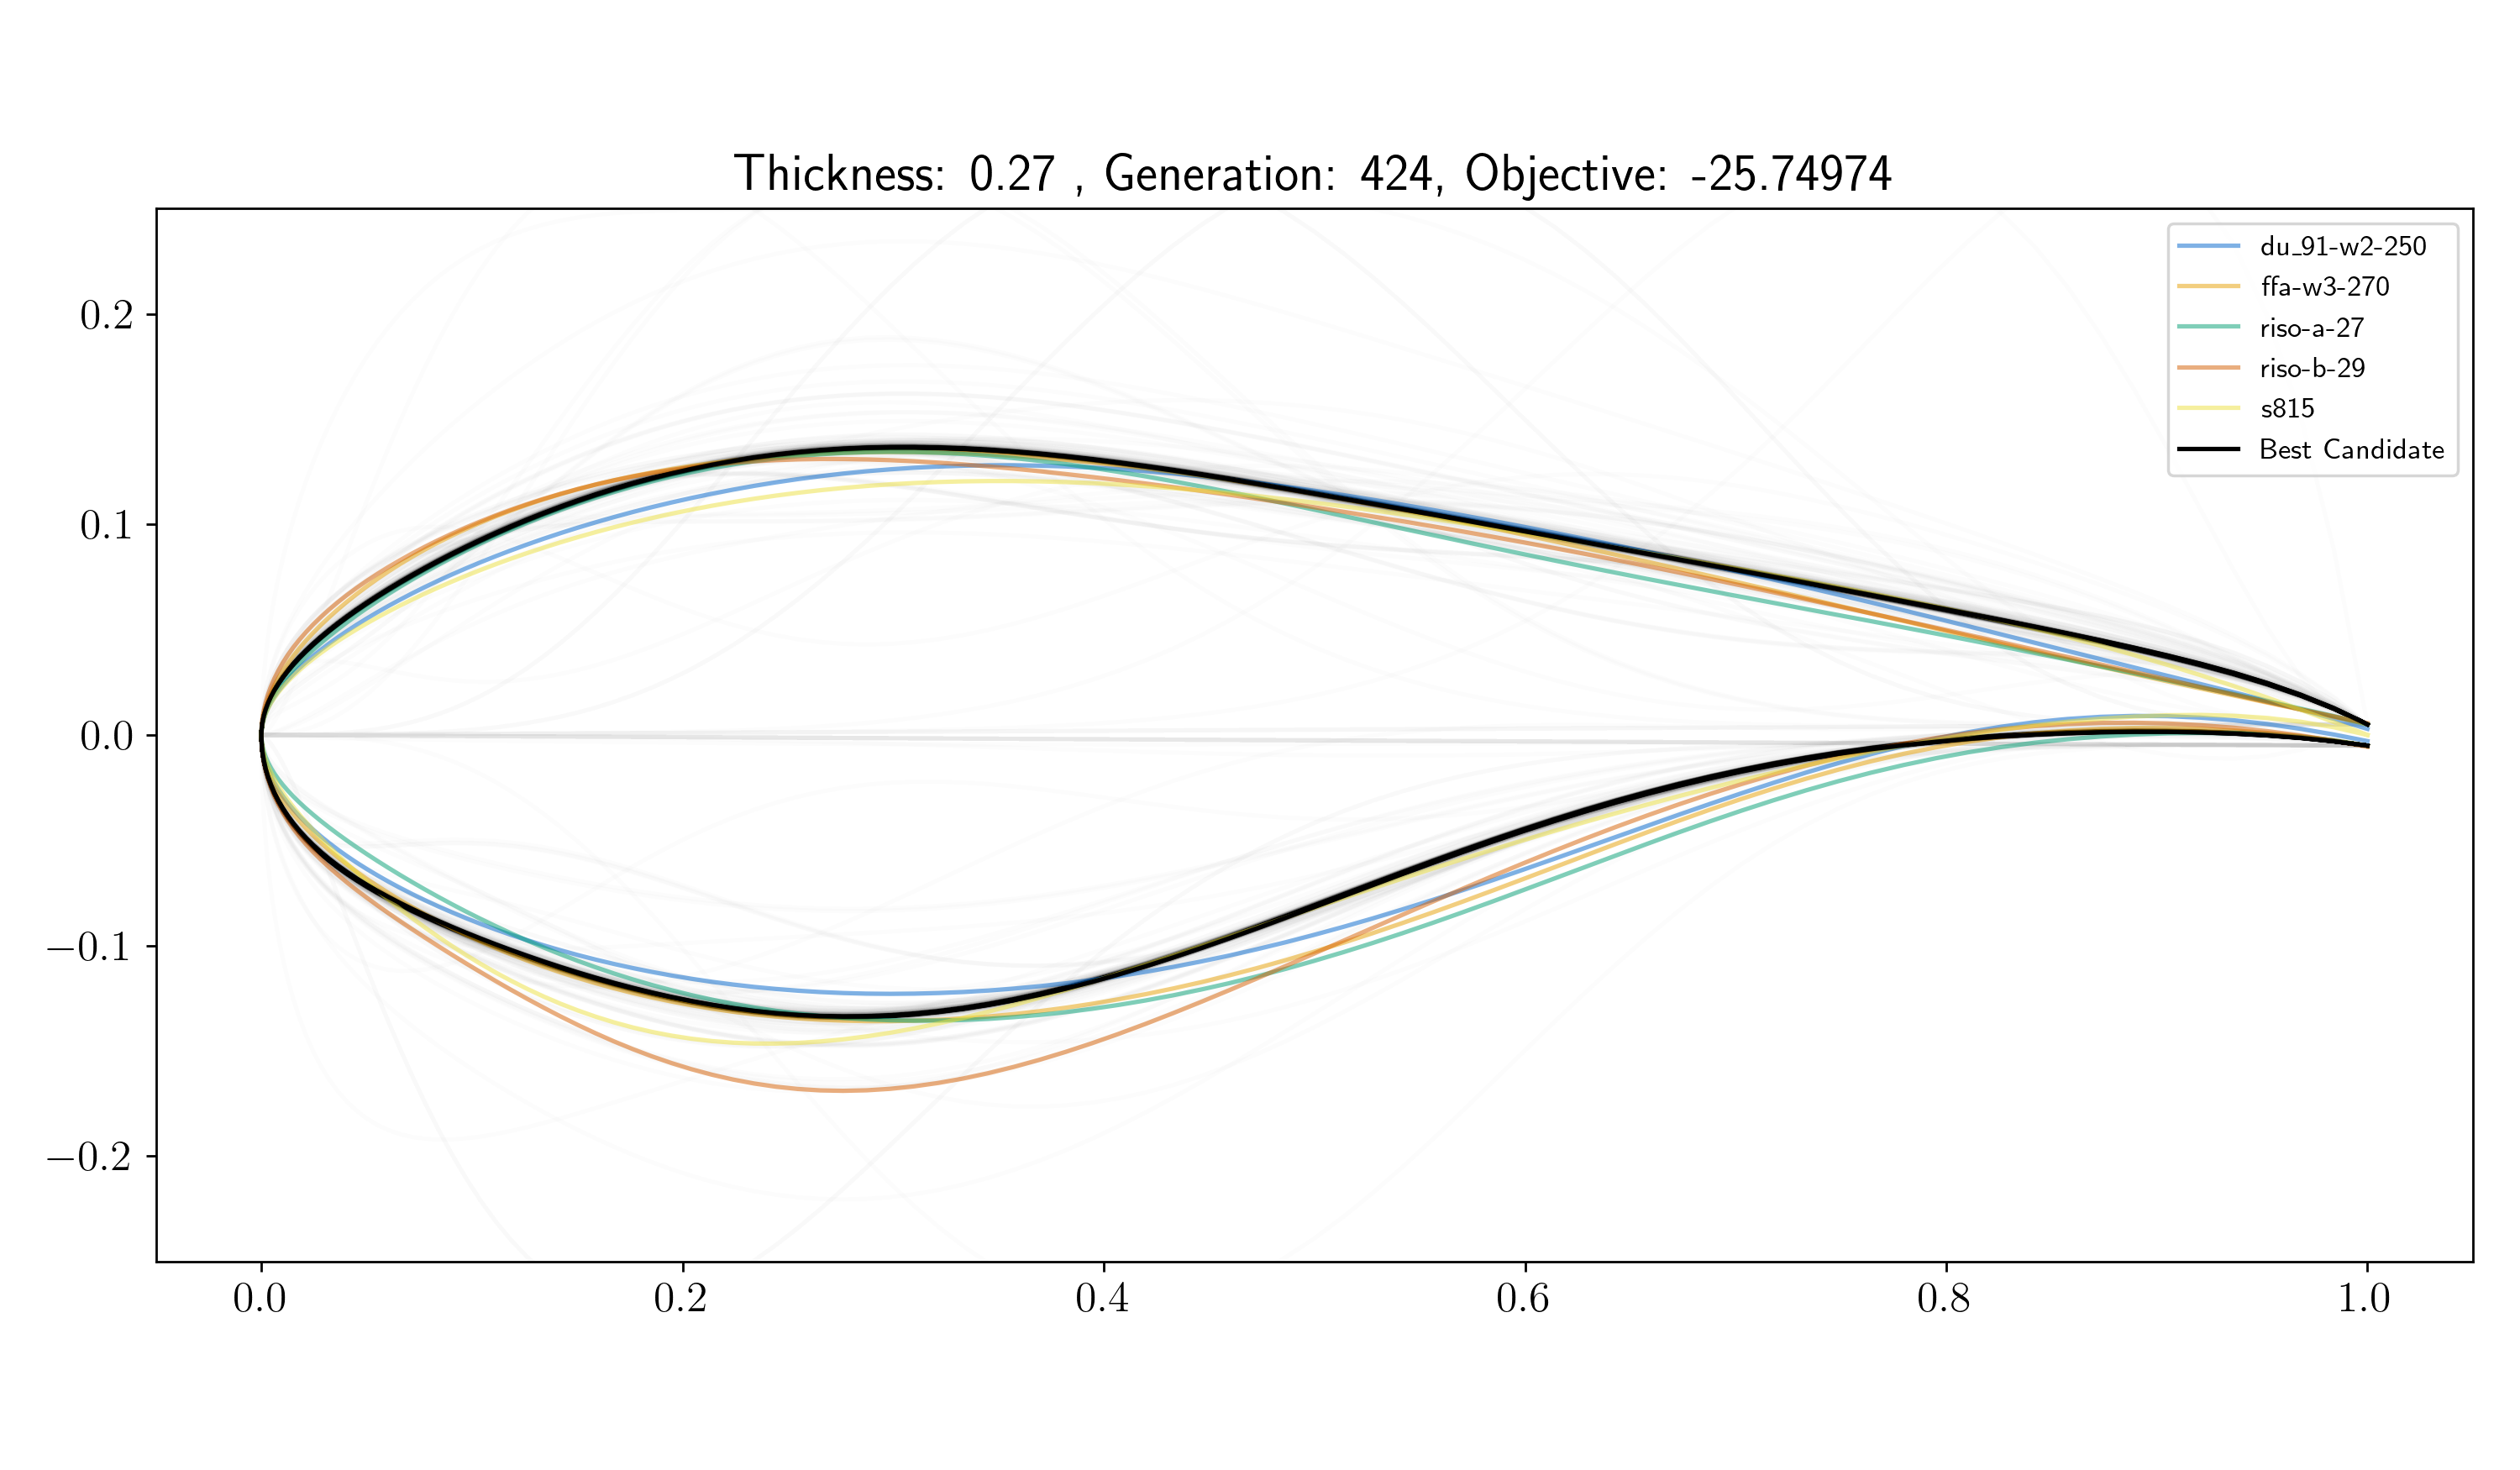 Thickness: 0.27 , Generation: 424, Objective: -25.74974
du_91-w2-250
ffa-w3-270
riso-a-27
riso-b-29
s815
Best Candidate
0.2
0.1
0.0
−0.1
−0.2
0.0 0.2 0.4 0.6 0.8 1.0